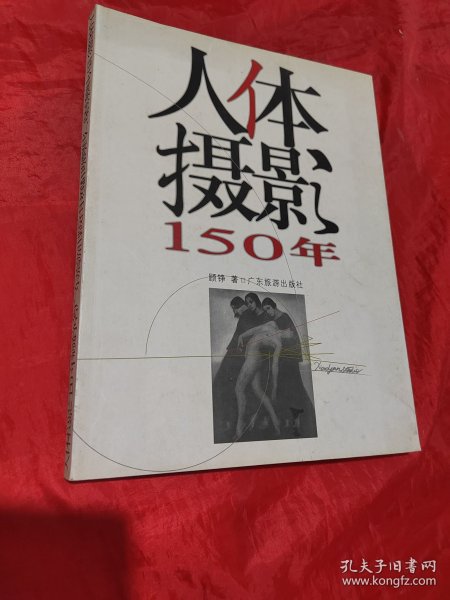 人体
摄影
150年
顾铮 著 广东旅游出版社
孔夫子旧书网
www.kongfz.com